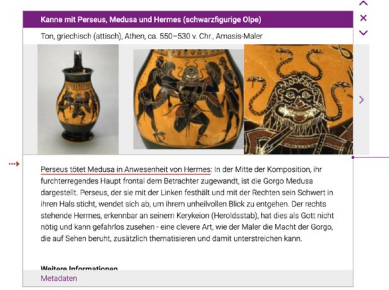 Kanne mit Perseus, Medusa und Hermes (schwarzfigurige Olpe)
Ton, griechisch (attisch), Athen, ca. 550–530 v. Chr., Amasis-Maler
Perseus tötet Medusa in Anwesenheit von Hermes: In der Mitte der Komposition, ihr
furchterregendes Haupt frontal dem Betrachter zugewandt, ist die Gorgo Medusa
dargestellt. Perseus, der sie mit der Linken festhält und mit der Rechten sein Schwert in
ihren Hals sticht, wendet sich ab, um ihrem unheilvollen Blick zu entgehen. Der rechts
stehende Hermes, erkennbar an seinem Kerykeion (Heroldsstab), hat dies als Gott nicht
nötig und kann gefahrlos zusehen - eine clevere Art, wie der Maler die Macht der Gorgo,
die auf Sehen beruht, zusätzlich thematisieren und damit unterstreichen kann.
Weitere Informationen
Metadaten